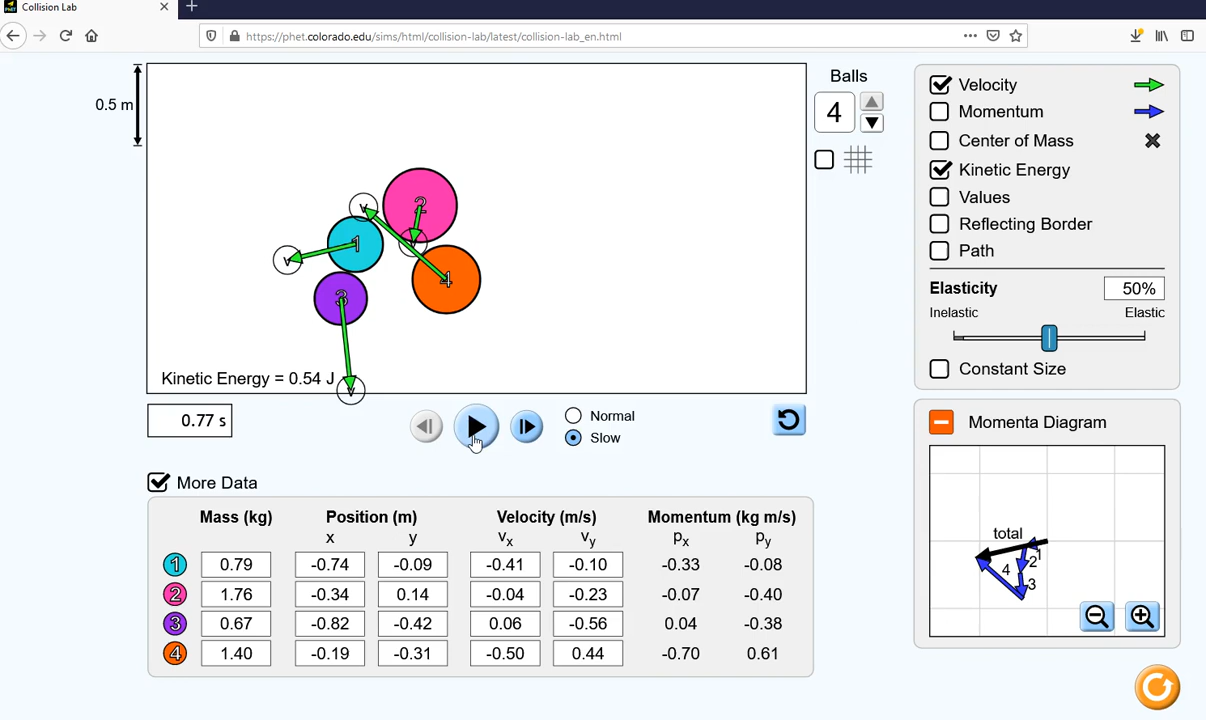 Collision Lab
https://phet.colorado.edu/sims/html/collision-lab/latest/collision-lab_en.html
0.5 m
Balls
4
Velocity
Momentum
Center of Mass
Kinetic Energy
Values
Reflecting Border
Path
Elasticity 50%
Inelastic Elastic
Constant Size
2
v
1
v
v
4
3
v
Kinetic Energy = 0.54 J
0.77 s
Normal
Slow
Momenta Diagram
total
1
2
4
3
More Data
Mass (kg) Position (m) Velocity (m/s) Momentum (kg m/s)
x y vx vy px py
1 0.79 -0.74 -0.09 -0.41 -0.10 -0.33 -0.08
2 1.76 -0.34 0.14 -0.04 -0.23 -0.07 -0.40
3 0.67 -0.82 -0.42 0.06 -0.56 0.04 -0.38
4 1.40 -0.19 -0.31 -0.50 0.44 -0.70 0.61